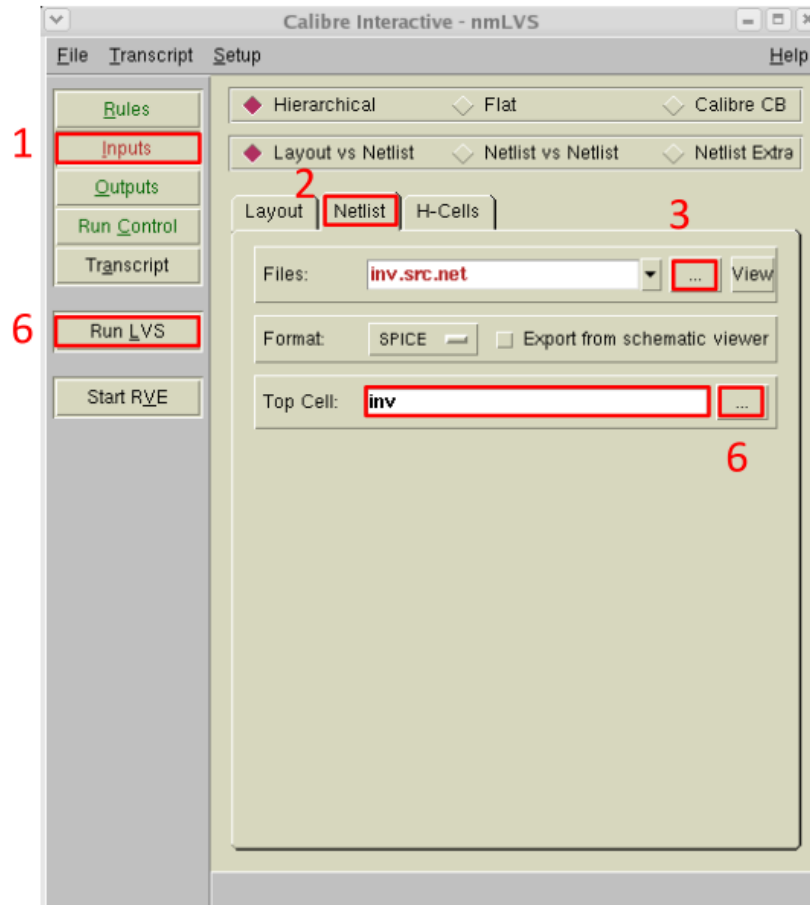 Calibre Interactive - nmLVS
File Transcript Setup Help
Rules
Hierarchical Flat Calibre CB
1 Inputs
Layout vs Netlist Netlist vs Netlist Netlist Extra
Outputs
2
3
Run Control
Layout Netlist H-Cells
Transcript
Files: inv.src.net ... View
6 Run LVS
Format: SPICE Export from schematic viewer
Start RVE
Top Cell: inv ...
6